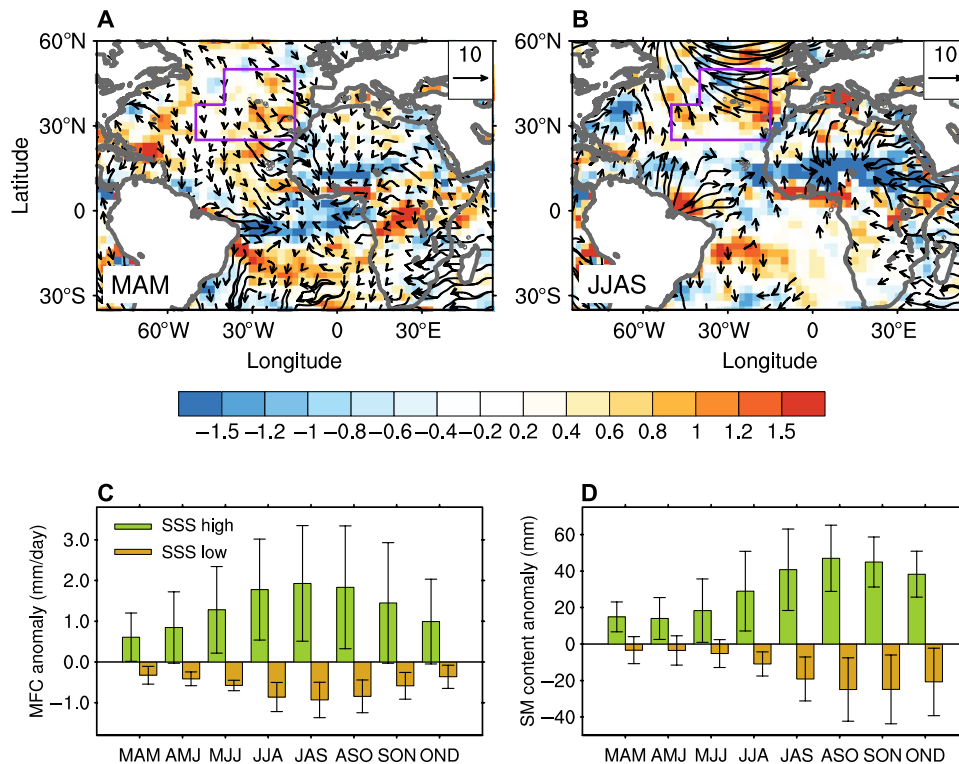 A
B
60°N
30°N
0
30°S
Latitude
10
MAM
60°W
30°W
0
30°E
Longitude
60°N
30°N
0
30°S
10
JJAS
60°W
30°W
0
30°E
Longitude
−1.5 −1.2 −1 −0.8 −0.6 −0.4 −0.2 0.2 0.4 0.6 0.8 1 1.2 1.5
C
MFC anomaly (mm/day)
3.0
2.0
1.0
0.0
−1.0
SSS high
SSS low
MAM AMJ MJJ JJA JAS ASO SON OND
D
SM content anomaly (mm)
60
40
20
0
−20
−40
MAM AMJ MJJ JJA JAS ASO SON OND